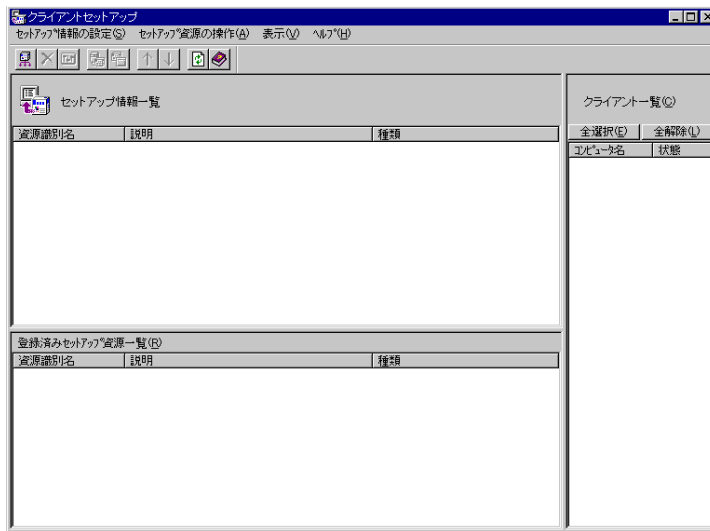 クライアントセットアップ
ｾｯﾄｱｯﾌﾟ情報の設定(S) ｾｯﾄｱｯﾌﾟ資源の操作(A) 表示(V) ﾍﾙﾌﾟ(H)
セットアップ情報一覧
資源識別名 説明 種類
登録済みｾｯﾄｱｯﾌﾟ資源一覧(R)
資源識別名 説明 種類
クライアント一覧(C)
全選択(E) 全解除(L)
ｺﾝﾋﾟｭｰﾀ名 状態